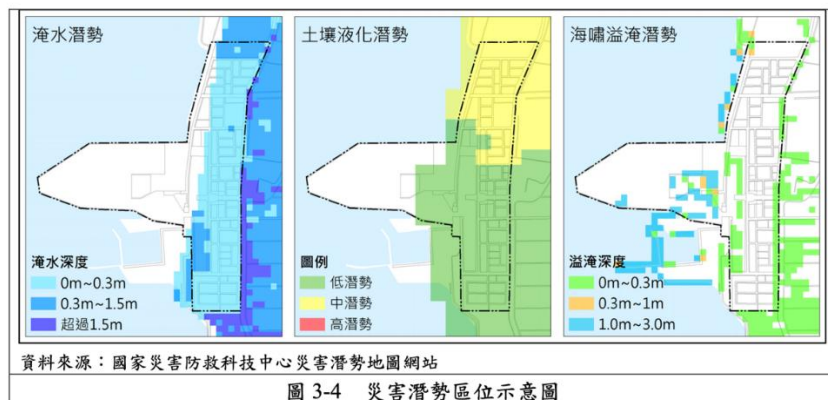 淹水潛勢
淹水深度
0m~0.3m
0.3m~1.5m
超過1.5m
土壤液化潛勢
圖例
低潛勢
中潛勢
高潛勢
海嘯溢淹潛勢
溢淹深度
0m~0.3m
0.3m~1m
1.0m~3.0m
資料來源：國家災害防救科技中心災害潛勢地圖網站
圖 3-4 災害潛勢區位示意圖